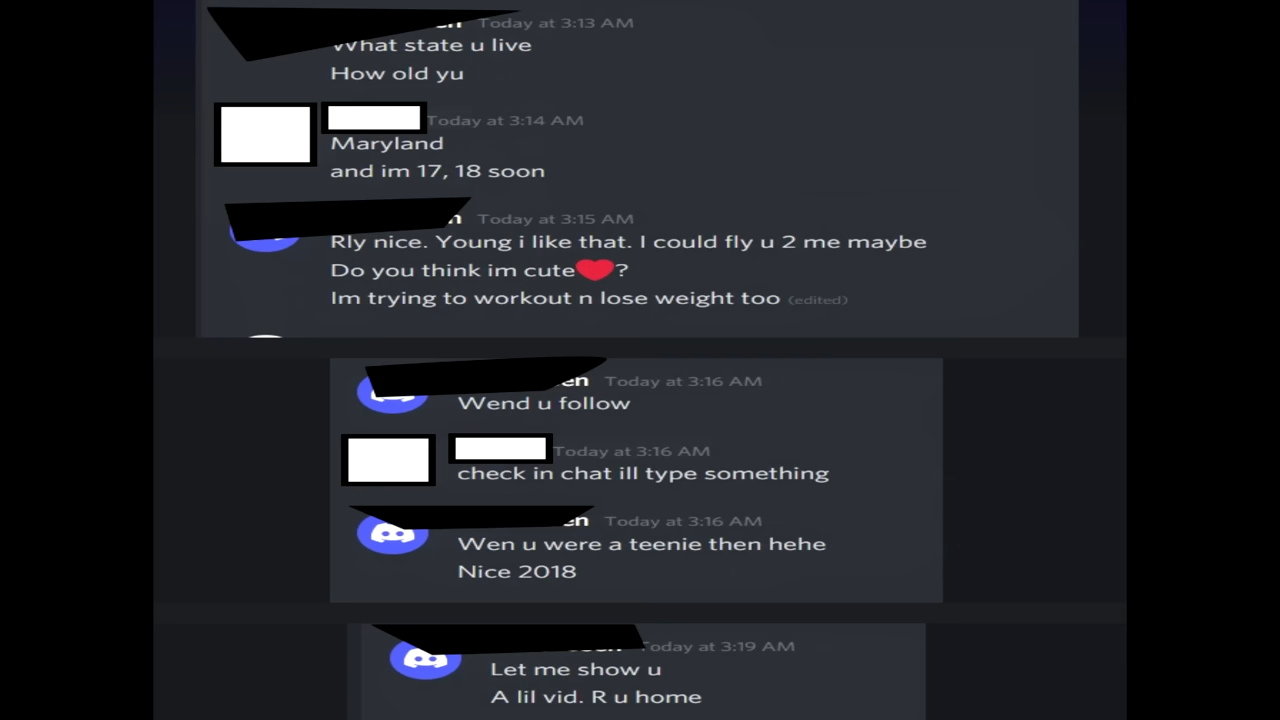 Today at 3:13 AM
What state u live
How old yu
Today at 3:14 AM
Maryland
and im 17, 18 soon
Today at 3:15 AM
Rly nice. Young i like that. I could fly u 2 me maybe
Do you think im cute❤️?
Im trying to workout n lose weight too (edited)
Today at 3:16 AM
Wend u follow
Today at 3:16 AM
check in chat ill type something
Today at 3:16 AM
Wen u were a teenie then hehe
Nice 2018
Today at 3:19 AM
Let me show u
A lil vid. R u home